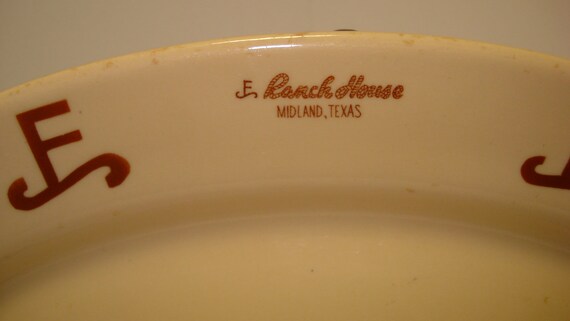 E Ranch House
MIDLAND, TEXAS
E